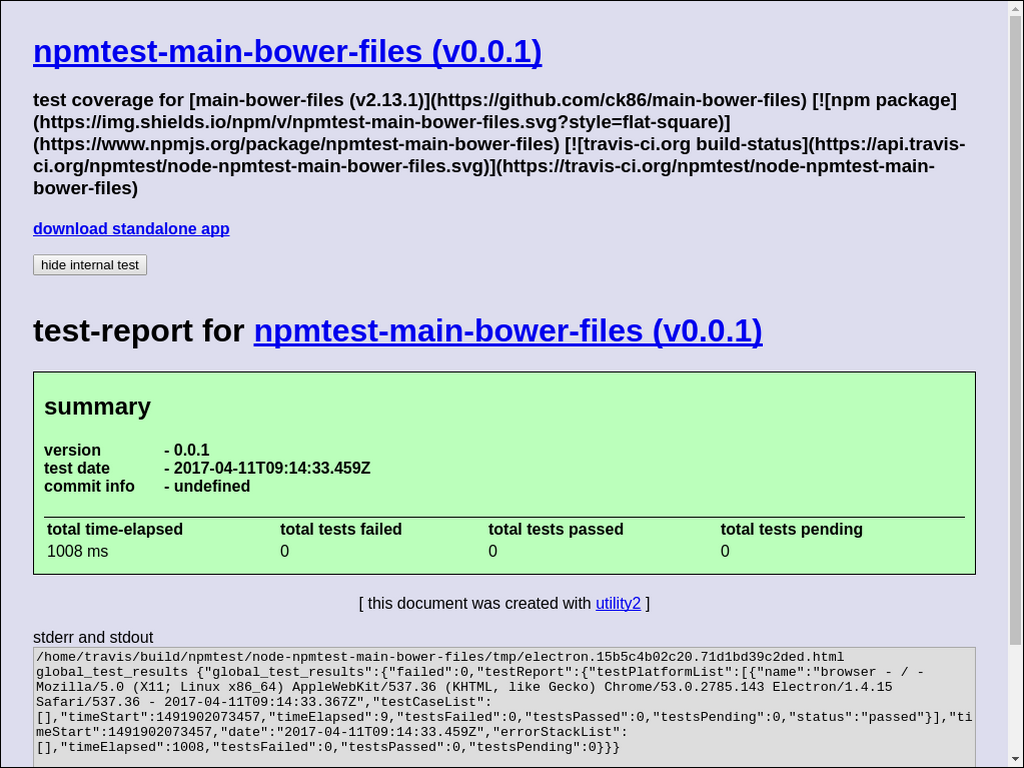 npmtest-main-bower-files (v0.0.1)
test coverage for [main-bower-files (v2.13.1)](https://github.com/ck86/main-bower-files) [![npm package]
(https://img.shields.io/npm/v/npmtest-main-bower-files.svg?style=flat-square)]
(https://www.npmjs.org/package/npmtest-main-bower-files) [![travis-ci.org build-status](https://api.travis-
ci.org/npmtest/node-npmtest-main-bower-files.svg)](https://travis-ci.org/npmtest/node-npmtest-main-
bower-files)
download standalone app
hide internal test
test-report for npmtest-main-bower-files (v0.0.1)
summary
version - 0.0.1
test date - 2017-04-11T09:14:33.459Z
commit info - undefined
total time-elapsed total tests failed total tests passed total tests pending
1008 ms 0 0 0
[ this document was created with utility2 ]
stderr and stdout
/home/travis/build/npmtest/node-npmtest-main-bower-files/tmp/electron.15b5c4b02c20.71d1bd39c2ded.html
global_test_results {"global_test_results":{"failed":0,"testReport":{"testPlatformList":[{"name":"browser - / -
Mozilla/5.0 (X11; Linux x86_64) AppleWebKit/537.36 (KHTML, like Gecko) Chrome/53.0.2785.143 Electron/1.4.15
Safari/537.36 - 2017-04-11T09:14:33.367Z","testCaseList":
[],"timeStart":1491902073457,"timeElapsed":9,"testsFailed":0,"testsPassed":0,"testsPending":0,"status":"passed"}],"ti
meStart":1491902073457,"date":"2017-04-11T09:14:33.459Z","errorStackList":
[],"timeElapsed":1008,"testsFailed":0,"testsPassed":0,"testsPending":0}}}